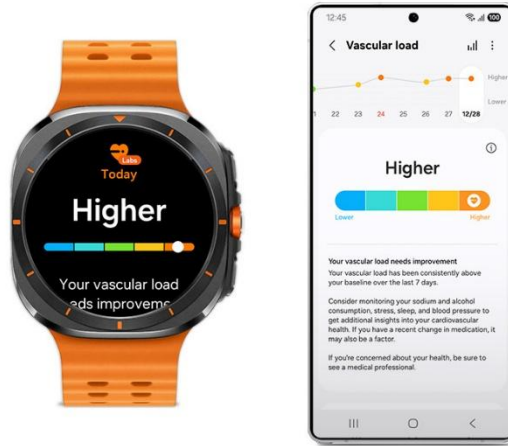 Labs
Today
Higher
Your vascular load
needs improveme
12:45
100
Vascular load
Higher
Lower
22 23 24 25 26 27 12/28
Higher
Lower Higher
Your vascular load needs improvement
Your vascular load has been consistently above
your baseline over the last 7 days.
Consider monitoring your sodium and alcohol
consumption, stress, sleep, and blood pressure to
get additional insights into your cardiovascular
health. If you have a recent change in medication, it
may also be a factor.
If you're concerned about your health, be sure to
see a medical professional.